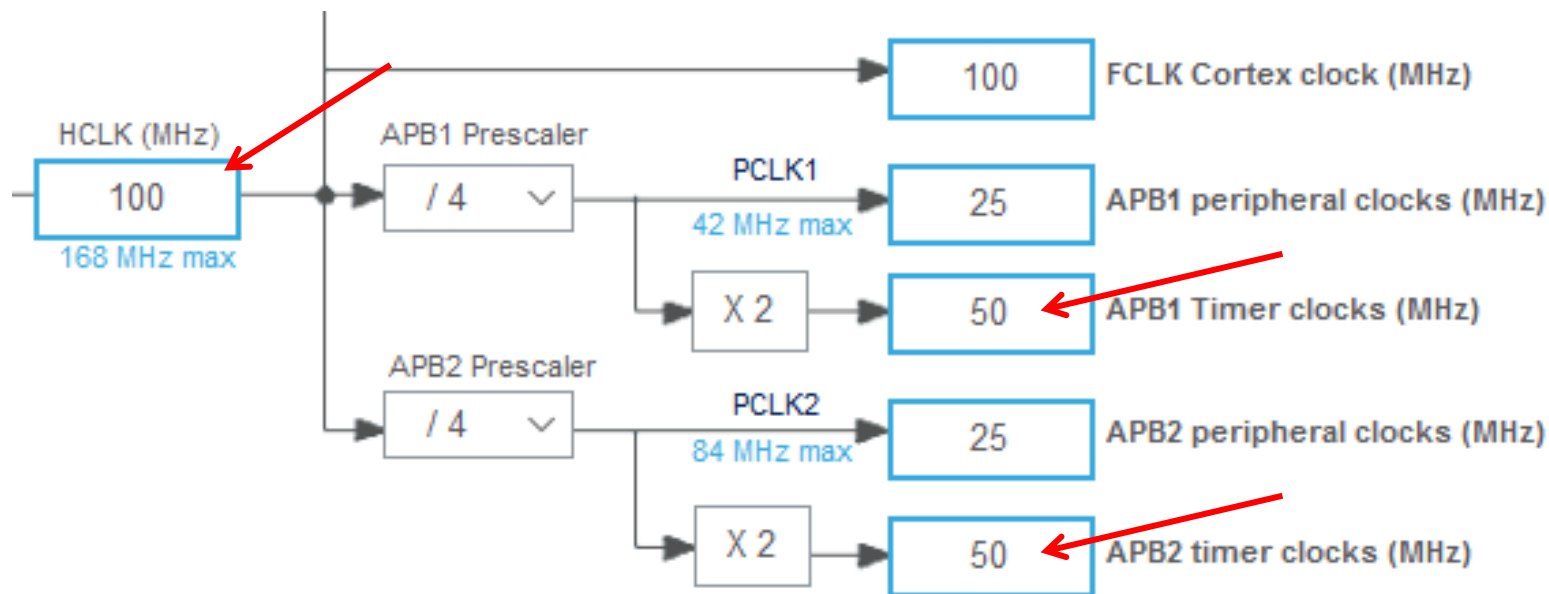 100 FCLK Cortex clock (MHz)
HCLK (MHz) APB1 Prescaler
100 / 4 PCLK1 25 APB1 peripheral clocks (MHz)
168 MHz max 42 MHz max
X 2 50 APB1 Timer clocks (MHz)
APB2 Prescaler
/ 4 PCLK2 25 APB2 peripheral clocks (MHz)
84 MHz max
X 2 50 APB2 timer clocks (MHz)